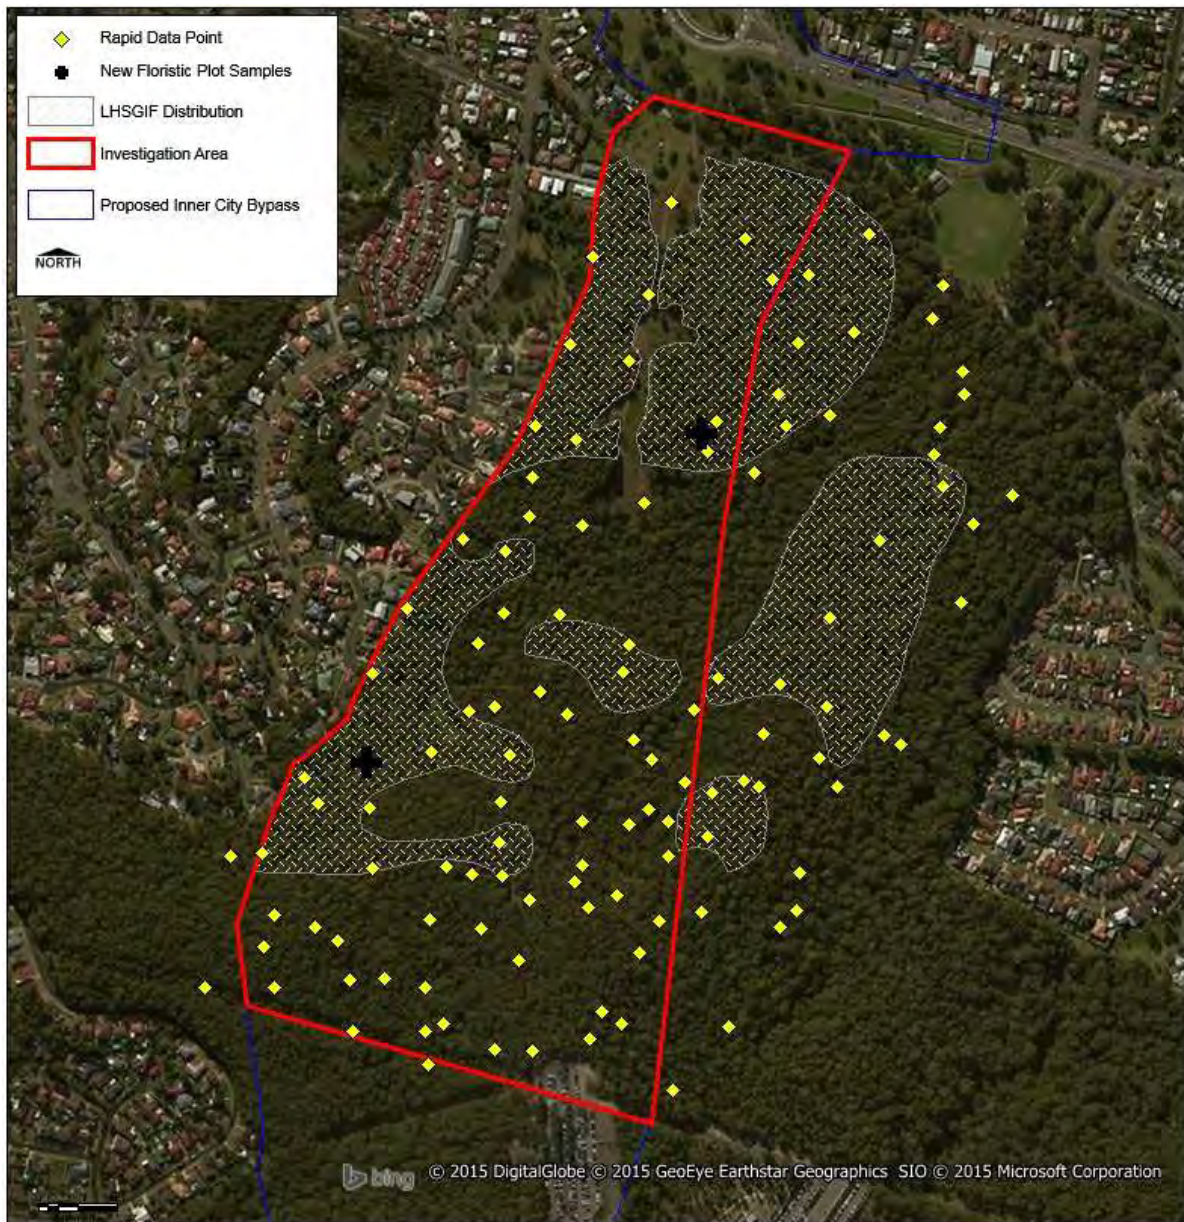 Rapid Data Point
New Floristic Plot Samples
LHSGIF Distribution
Investigation Area
Proposed Inner City Bypass
NORTH
bing © 2015 DigitalGlobe © 2015 GeoEye Earthstar Geographics SIO © 2015 Microsoft Corporation